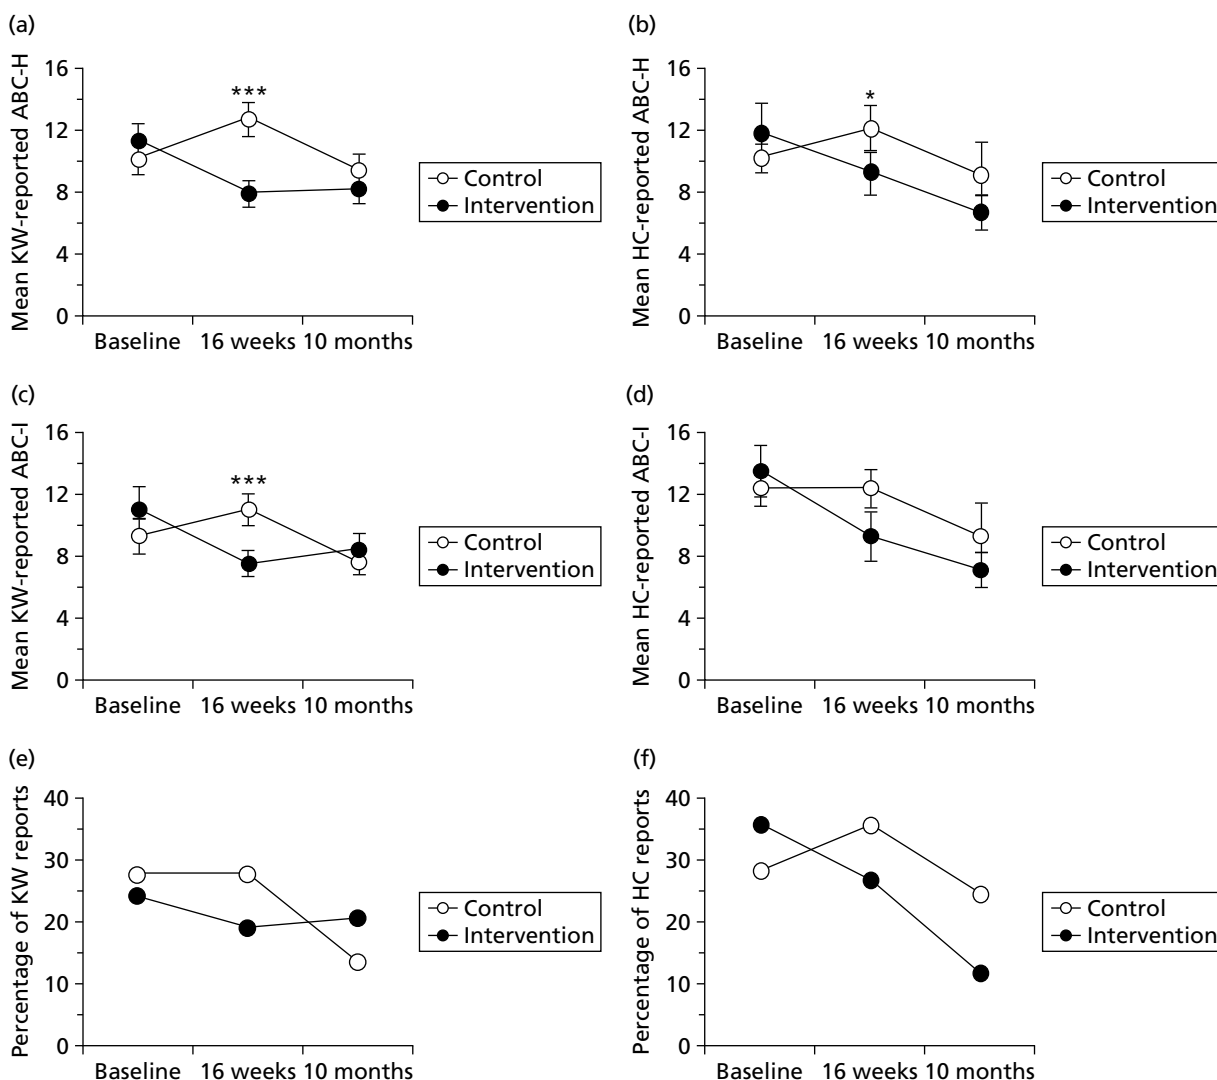 (a)
Mean KW-reported ABC-H
16
12
8
4
0
***
Baseline 16 weeks 10 months
Control
Intervention
(b)
Mean HC-reported ABC-H
16
12
8
4
0
*
Baseline 16 weeks 10 months
Control
Intervention
(c)
Mean KW-reported ABC-I
16
12
8
4
0
***
Baseline 16 weeks 10 months
Control
Intervention
(d)
Mean HC-reported ABC-I
16
12
8
4
0
Baseline 16 weeks 10 months
Control
Intervention
(e)
Percentage of KW reports
40
30
20
10
0
Baseline 16 weeks 10 months
Control
Intervention
(f)
Percentage of HC reports
40
30
20
10
0
Baseline 16 weeks 10 months
Control
Intervention